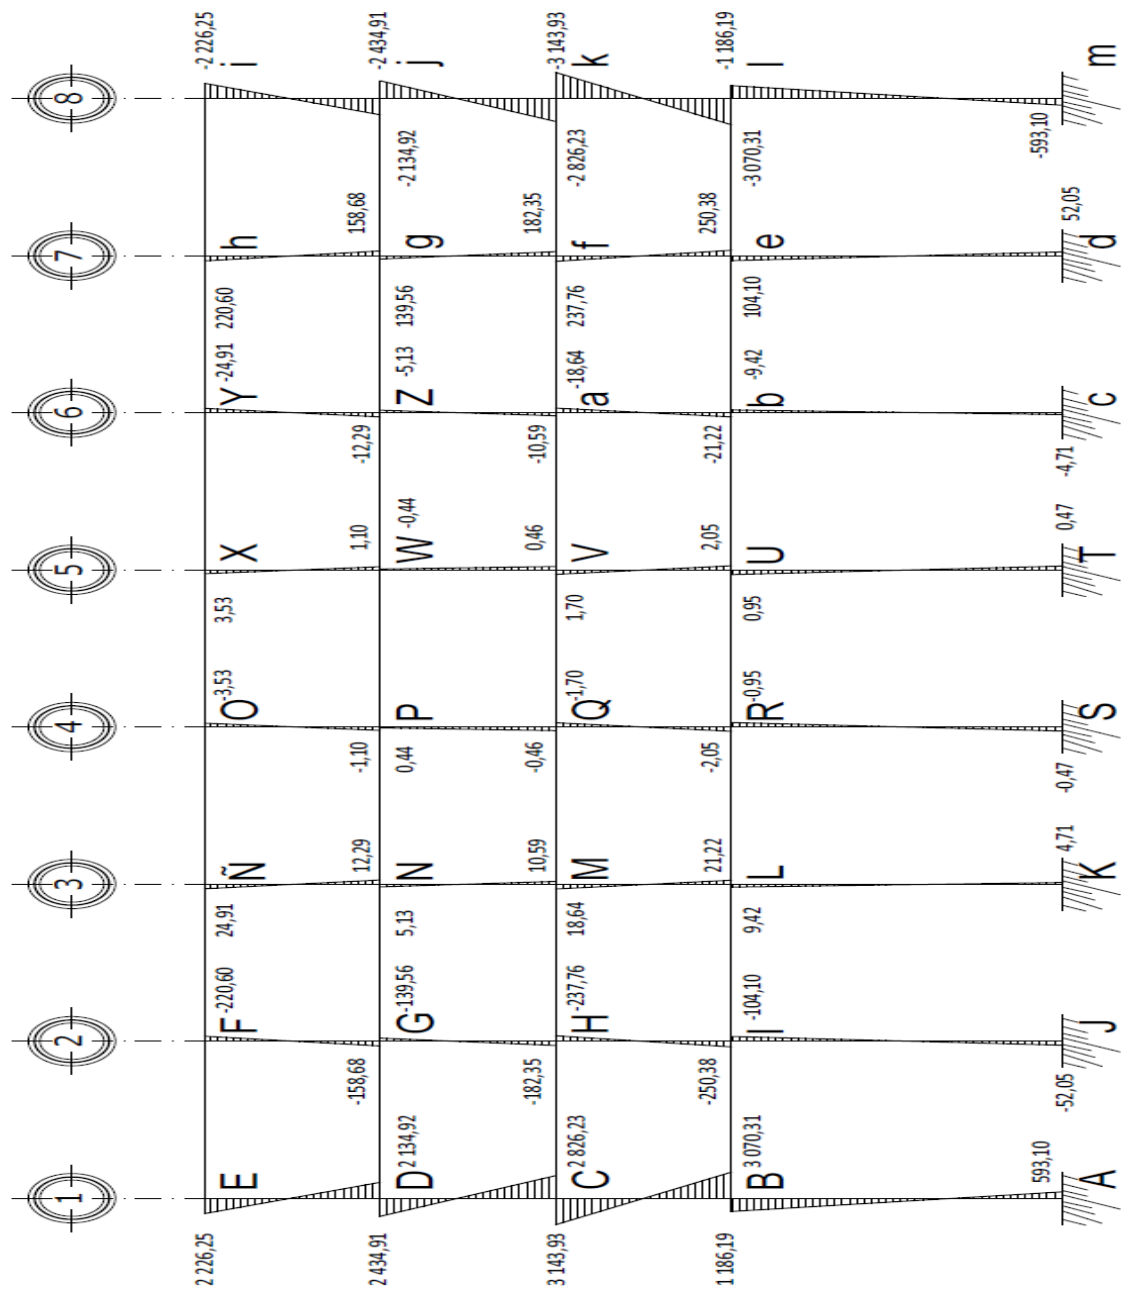 8
7
6
5
4
3
2
1
-2 226,25
i
-2 434,91
j
-3 143,93
k
-1 186,19
l
m
-2 134,92
-2 826,23
-3 070,31
-593,10
h
158,68
g
182,35
f
250,38
e
52,05
d
220,60
139,56
237,76
104,10
Y
-24,91
Z
-5,13
a
-18,64
b
-9,42
c
-12,29
-10,59
-21,22
-4,71
X
1,10
W
-0,44
0,46
V
2,05
U
0,47
T
3,53
1,70
0,95
O
-3,53
P
Q
-1,70
R
-0,95
S
-1,10
0,44
-0,46
-2,05
-0,47
Ñ
12,29
N
10,59
M
21,22
L
4,71
K
24,91
5,13
18,64
9,42
F
-220,60
G
-139,56
H
-237,76
I
-104,10
J
-158,68
-182,35
-250,38
-52,05
E
D
2 134,92
C
2 826,23
B
3 070,31
593,10
A
2 226,25
2 434,91
3 143,93
1 186,19